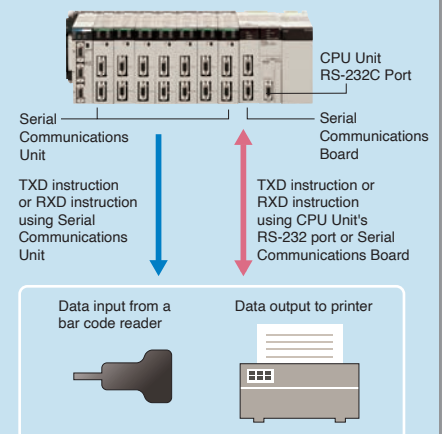 CPU Unit
RS-232C Port
Serial
Communications
Unit
Serial
Communications
Board
TXD instruction
or RXD instruction
using Serial
Communications
Unit
TXD instruction or
RXD instruction
using CPU Unit's
RS-232 port or Serial
Communications Board
Data input from a
bar code reader
Data output to printer